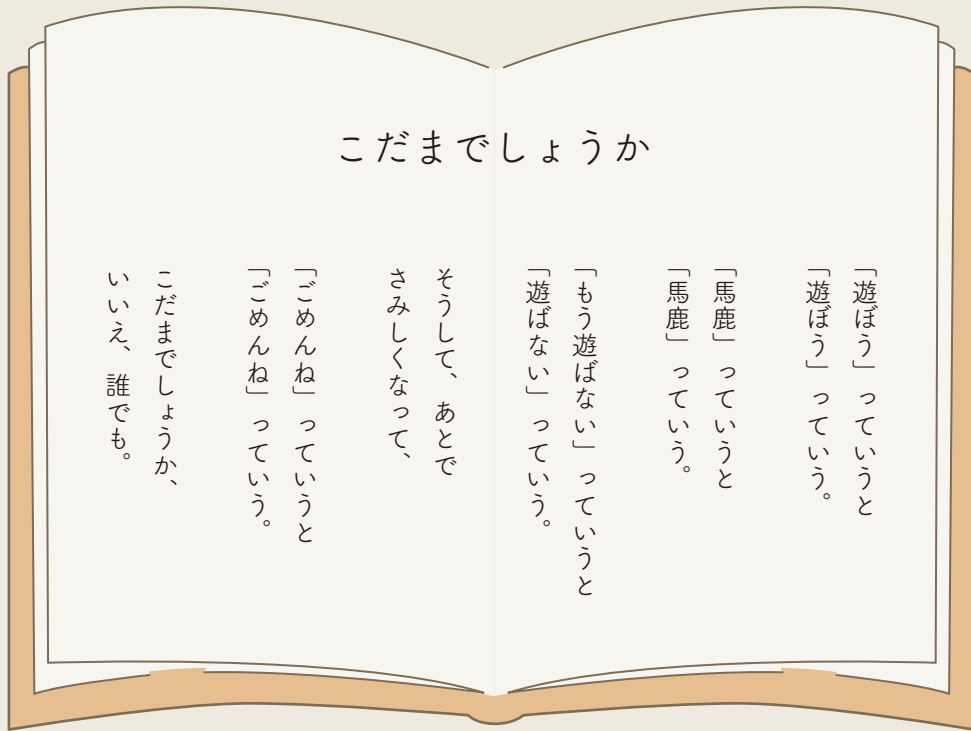 こだまでしょうか
「遊ぼう」っていうと
「遊ぼう」っていう。
「馬鹿」っていうと
「馬鹿」っていう。
「もう遊ばない」っていうと
「遊ばない」っていう。
そうして、あとで
さみしくなって、
「ごめんね」っていうと
「ごめんね」っていう。
こだまでしょうか、
いいえ、誰でも。